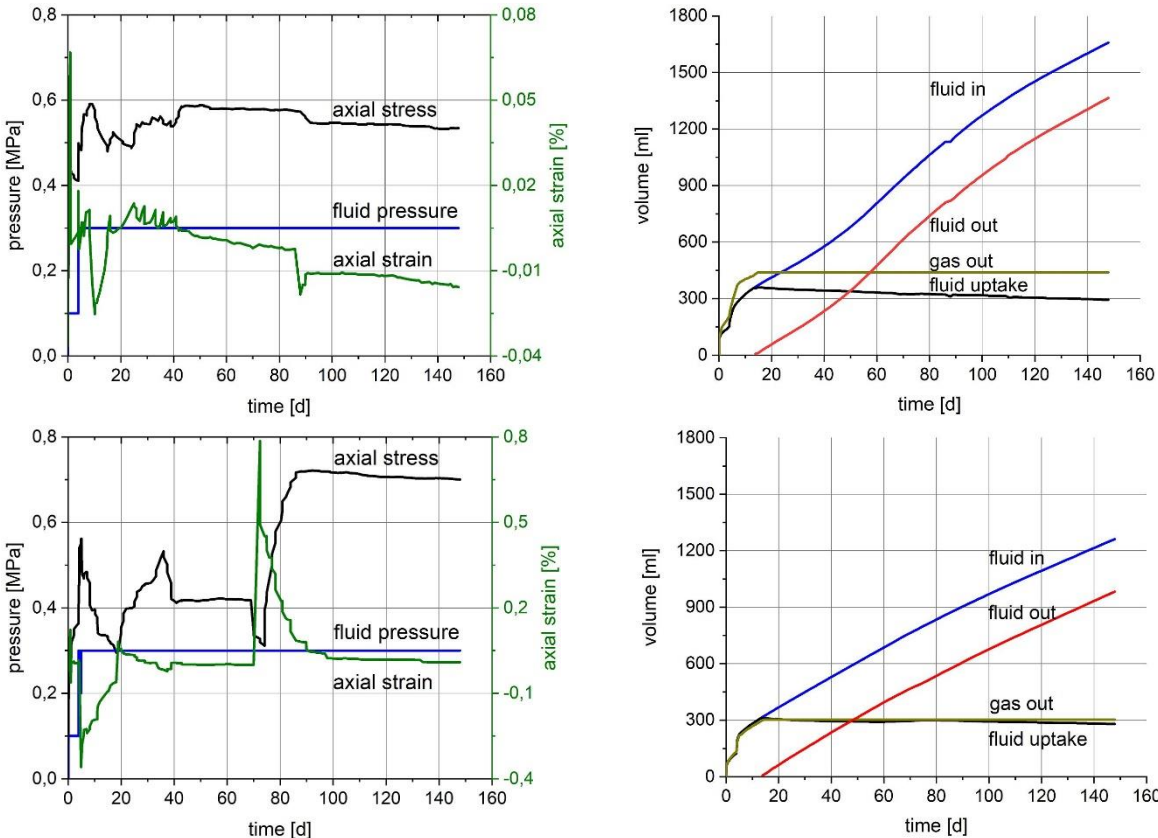 pressure [MPa]
0,8
0,6
0,4
0,2
0,0
axial stress
fluid pressure
axial strain
0,08
0,05
0,02
-0,01
-0,04
axial strain [%]
0 20 40 60 80 100 120 140 160
time [d]
volume [ml]
1800
1500
1200
900
600
300
0
fluid in
fluid out
gas out
fluid uptake
0 20 40 60 80 100 120 140 160
time [d]
pressure [MPa]
0,8
0,6
0,4
0,2
0,0
axial stress
fluid pressure
axial strain
0,8
0,5
0,2
-0,1
-0,4
axial strain [%]
0 20 40 60 80 100 120 140 160
time [d]
volume [ml]
1800
1500
1200
900
600
300
0
fluid in
fluid out
gas out
fluid uptake
0 20 40 60 80 100 120 140 160
time [d]